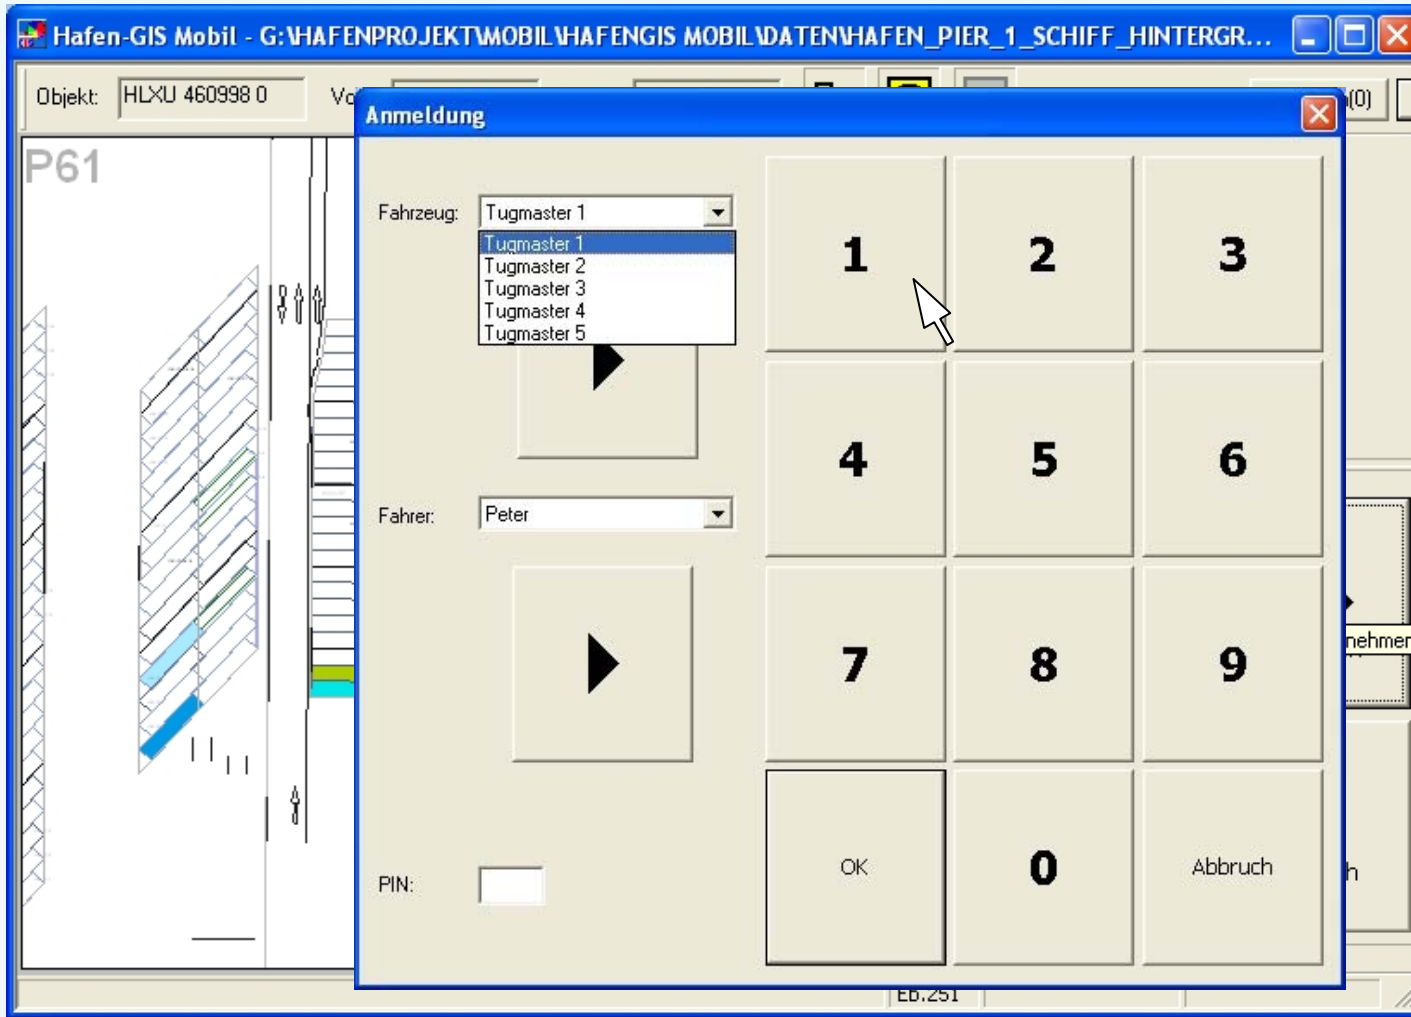 Hafen-GIS Mobil - G:\HAFENPROJEKT\MOBIL\HAFENGIS MOBIL\DATEN\HAFEN_PIER_1_SCHIFF_HINTERGR...
Objekt: HLXU 460998 0
(0)
P61
Anmeldung
Fahrzeug: Tugmaster 1
Tugmaster 1
Tugmaster 2
Tugmaster 3
Tugmaster 4
Tugmaster 5
Fahrer: Peter
PIN:
1 2 3
4 5 6
7 8 9
OK 0 Abbruch
nehmen
h
Eb.251